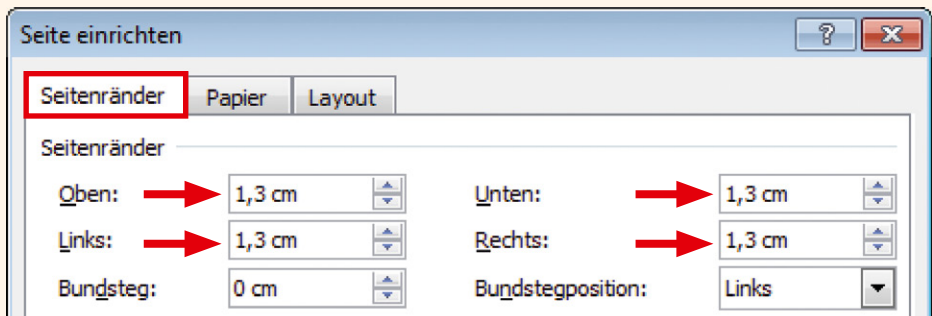 Seite einrichten
Seitenränder Papier Layout
Seitenränder
Oben: 1,3 cm Unten: 1,3 cm
Links: 1,3 cm Rechts: 1,3 cm
Bundsteg: 0 cm Bundstegposition: Links